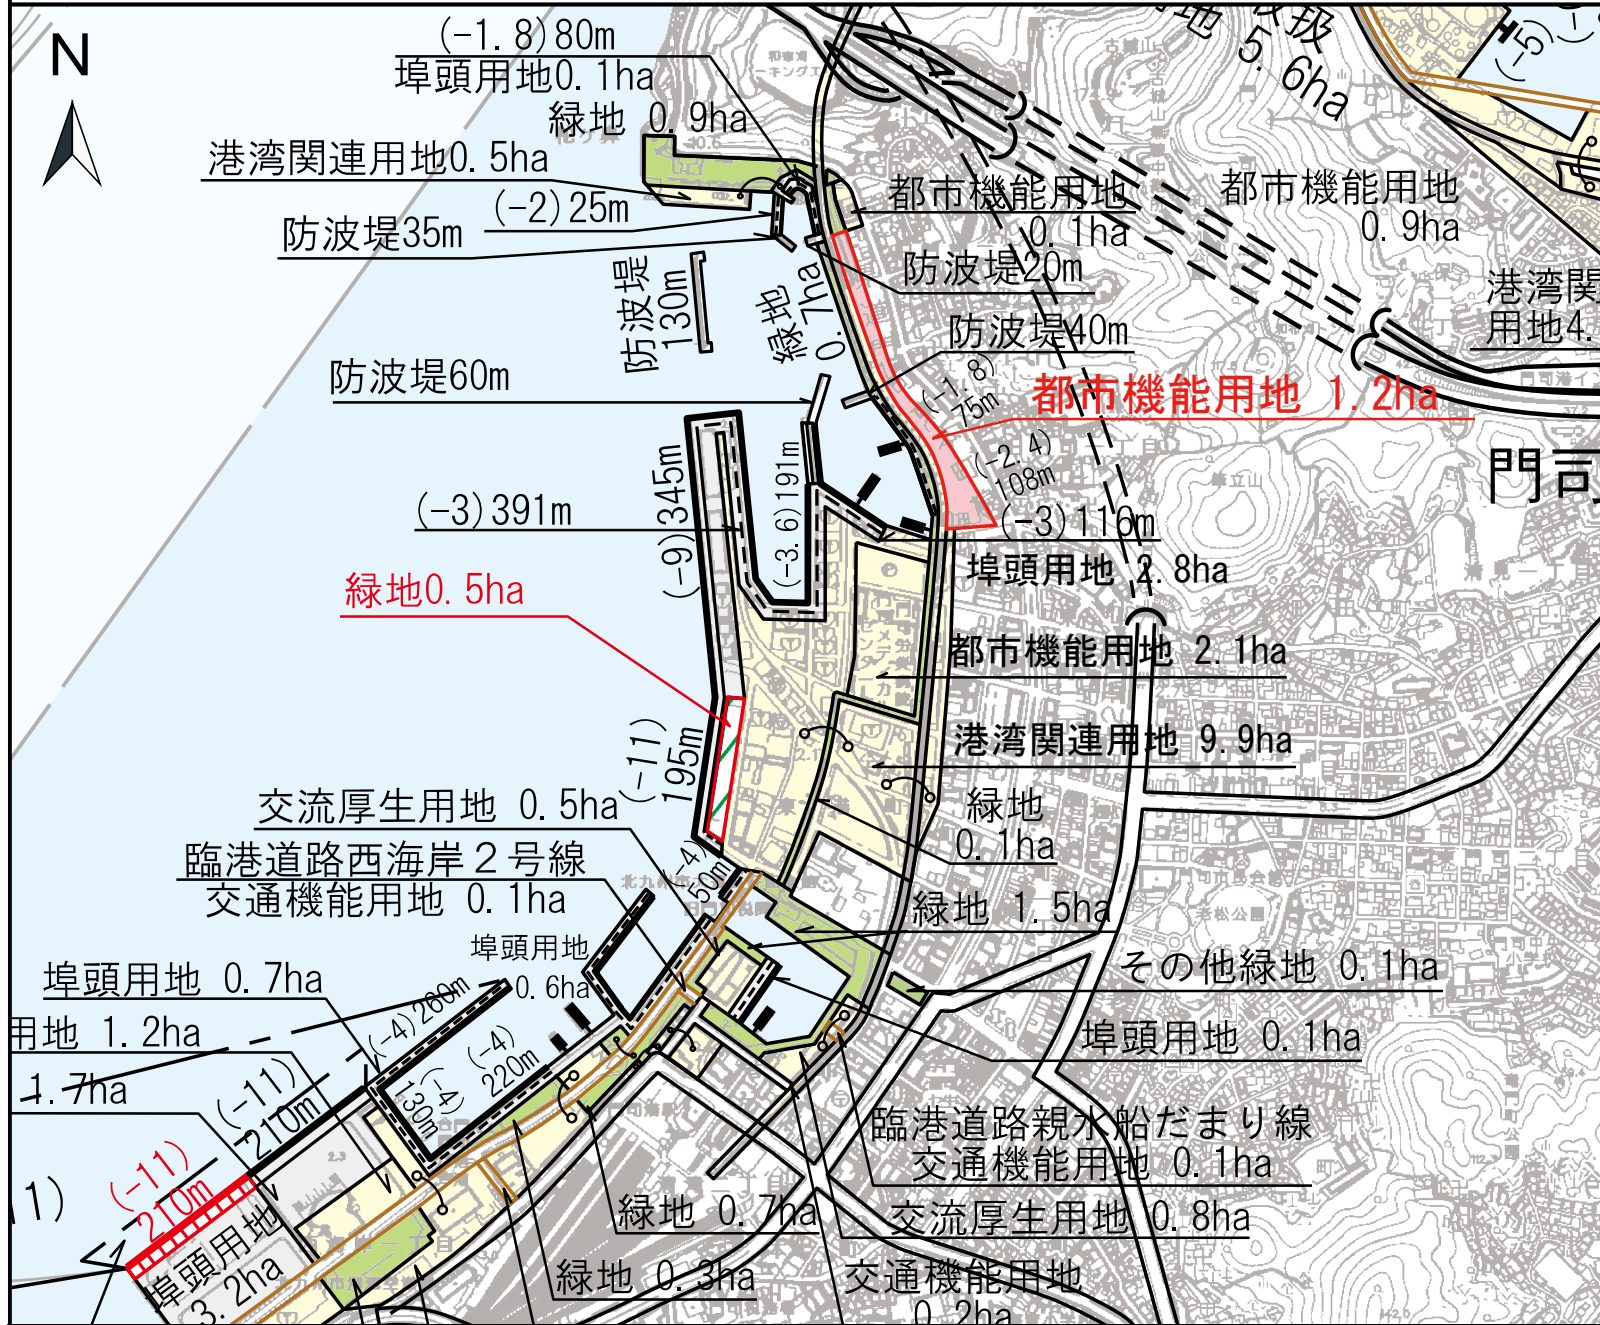 N
(-1.8)80m
埠頭用地0.1ha
緑地 0.9ha
港湾関連用地0.5ha
(-2)25m
防波堤35m
都市機能用地
0.1ha
都市機能用地
0.9ha
5.6ha
(-5)
防波堤20m
防波堤
130m
緑地
0.7ha
港湾関
用地4.
防波堤40m
防波堤60m
(-1.8)
75m
都市機能用地 1.2ha
(-2.4)
108m
門司
(-3)391m
(-9)345m
(-3.6)191m
(-3)116m
埠頭用地 2.8ha
緑地0.5ha
都市機能用地 2.1ha
港湾関連用地 9.9ha
(-11)
195m
交流厚生用地 0.5ha
緑地
0.1ha
臨港道路西海岸2号線
交通機能用地 0.1ha
(-4)
50m
緑地 1.5ha
老松公園
埠頭用地
0.6ha
その他緑地 0.1ha
埠頭用地 0.7ha
用地 1.2ha
(-4)260m
(-4)
220m
(-4)
130m
埠頭用地 0.1ha
1.7ha
(-11)
210m
臨港道路親水船だまり線
交通機能用地 0.1ha
(-11)
210m
1)
緑地 0.7ha
交流厚生用地 0.8ha
埠頭用地
3.2ha
緑地 0.3ha
交通機能用地
0.2ha